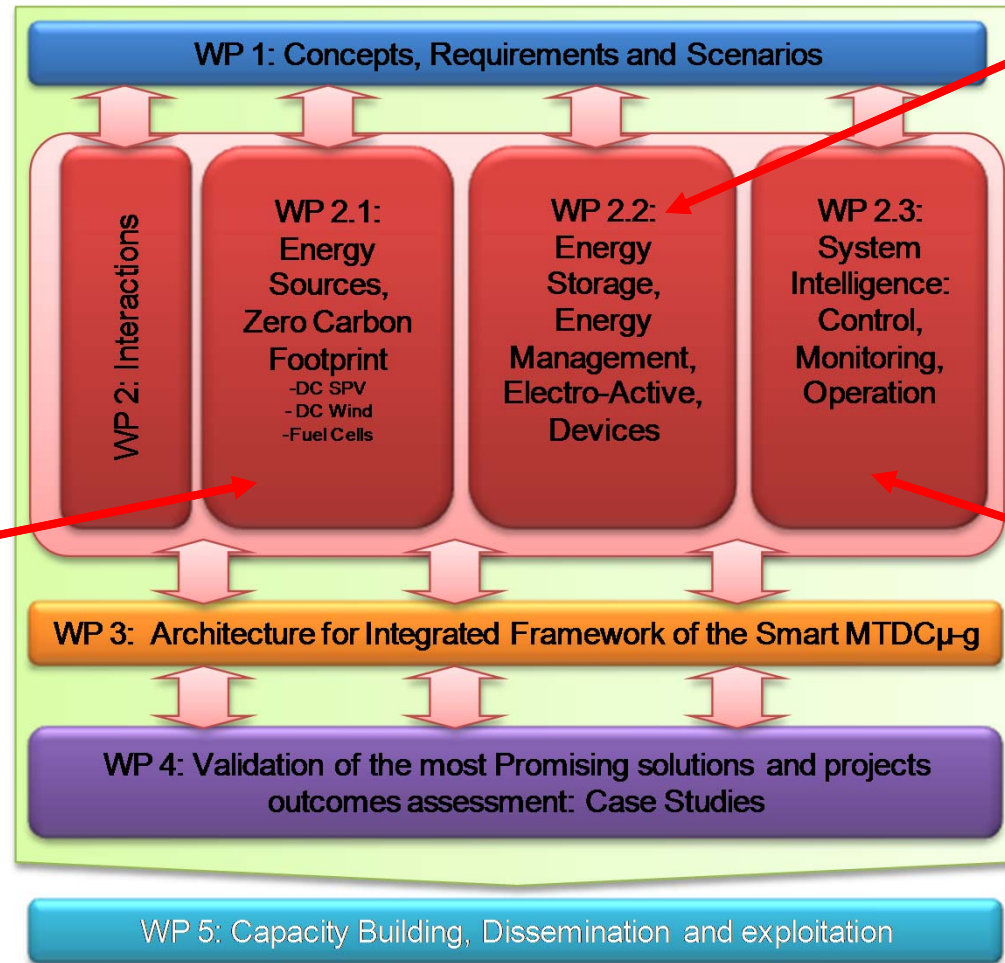 WP 1: Concepts, Requirements and Scenarios
WP 2: Interactions
WP 2.1:
Energy
Sources,
Zero Carbon
Footprint
-DC SPV
- DC Wind
-Fuel Cells
WP 2.2:
Energy
Storage,
Energy
Management,
Electro-Active,
Devices
WP 2.3:
System
Intelligence:
Control,
Monitoring,
Operation
WP 3: Architecture for Integrated Framework of the Smart MTDCμ-g
WP 4: Validation of the most Promising solutions and projects
outcomes assessment: Case Studies
WP 5: Capacity Building, Dissemination and exploitation